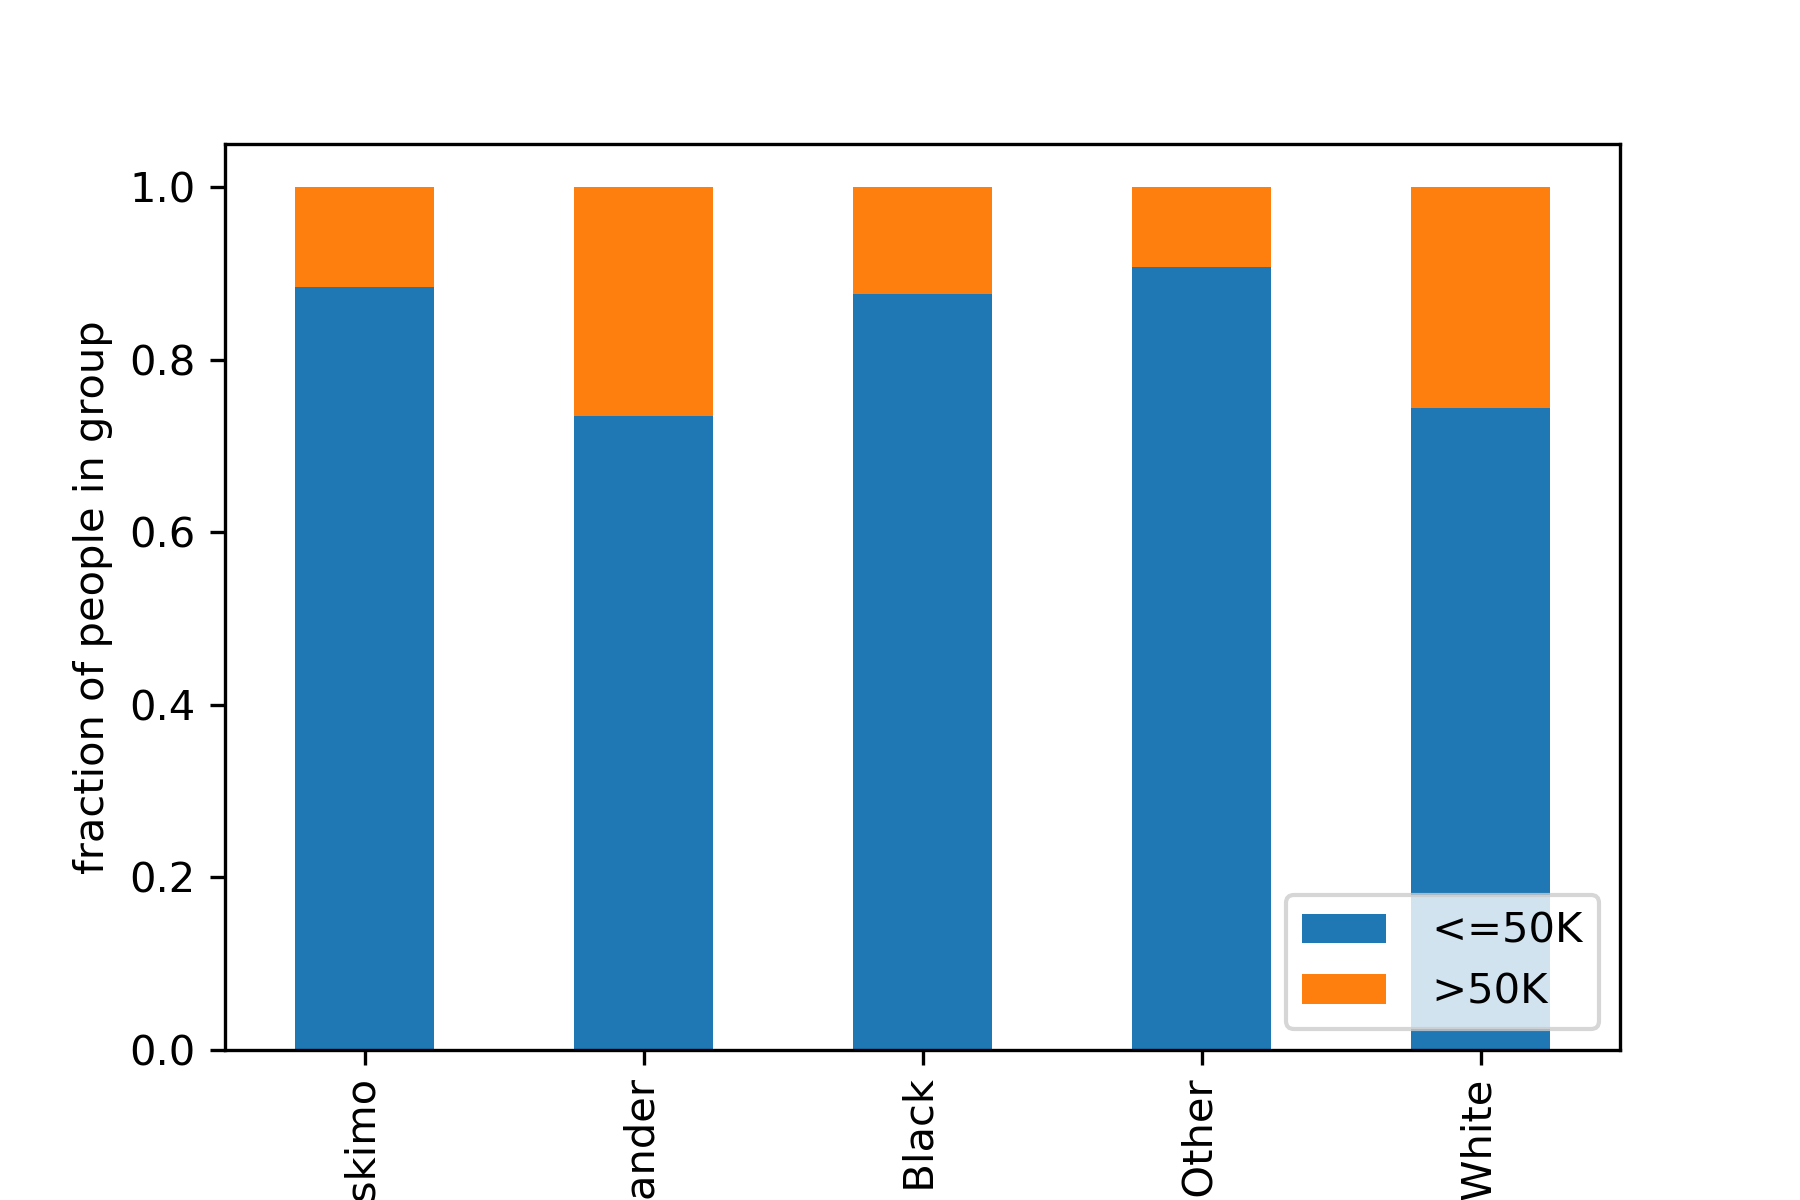 1.0
0.8
0.6
0.4
0.2
0.0
fraction of people in group
<=50K
>50K
skimo
ander
Black
Other
White